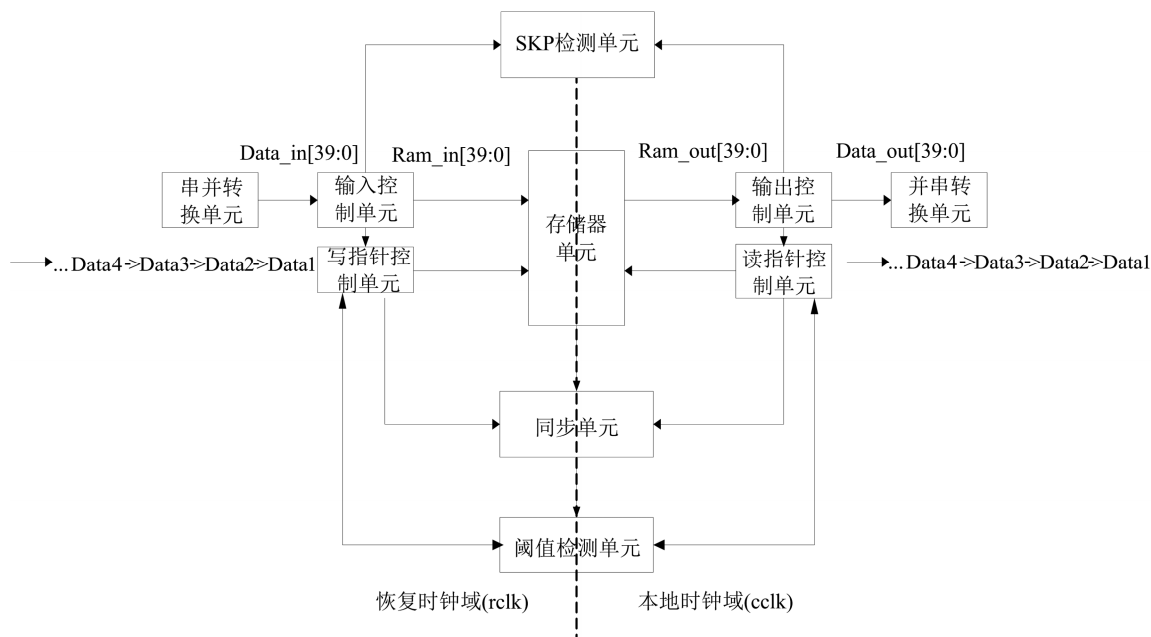 SKP检测单元
Data_in[39:0]
Ram_in[39:0]
Ram_out[39:0]
Data_out[39:0]
串并转
换单元
输入控
制单元
存储器
单元
输出控
制单元
并串转
换单元
...Data4->Data3->Data2->Data1
写指针控
制单元
读指针控
制单元
...Data4->Data3->Data2->Data1
同步单元
阈值检测单元
恢复时钟域(rclk)
本地时钟域(cclk)